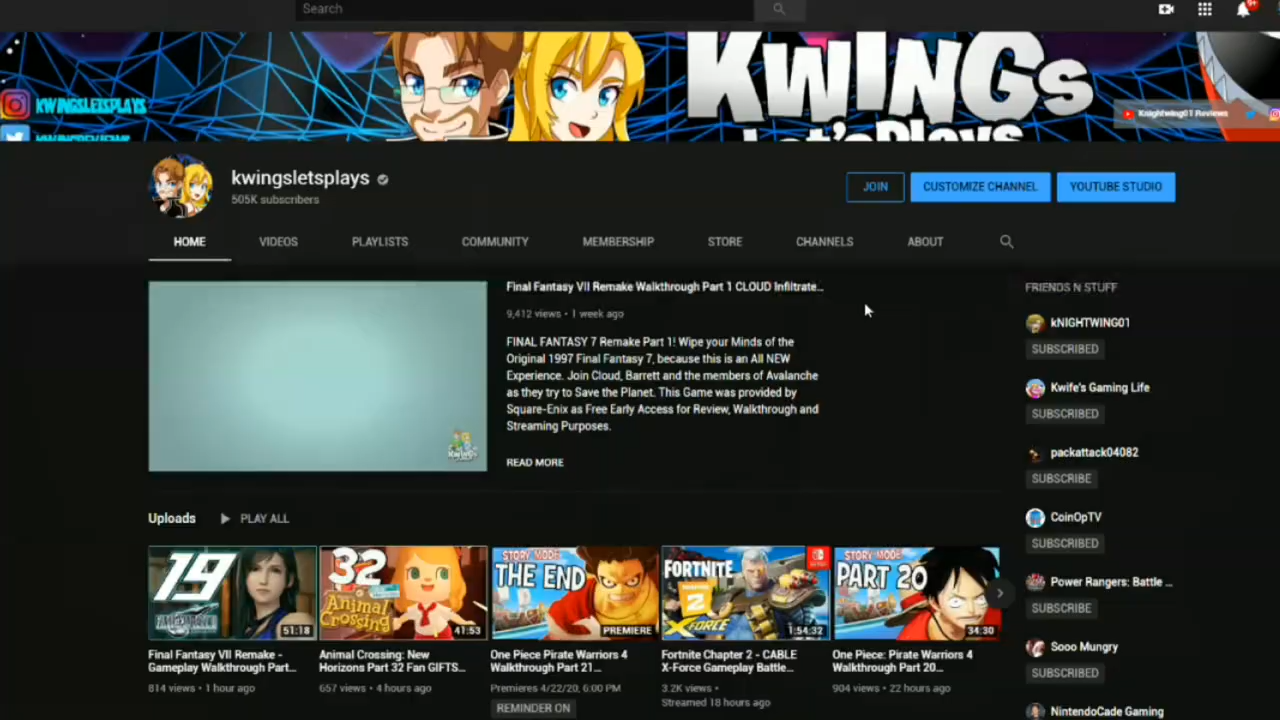 Search
9+
KWINGS
Let'sPlays
KWINGSLETSPLAYS
Knightwing01 Reviews
kwingsletsplays
505K subscribers
JOIN
CUSTOMIZE CHANNEL
YOUTUBE STUDIO
HOME
VIDEOS
PLAYLISTS
COMMUNITY
MEMBERSHIP
STORE
CHANNELS
ABOUT
Final Fantasy VII Remake Walkthrough Part 1 CLOUD Infiltrate...
9,412 views • 1 week ago
FINAL FANTASY 7 Remake Part 1! Wipe your Minds of the
Original 1997 Final Fantasy 7, because this is an All NEW
Experience. Join Cloud, Barrett and the members of Avalanche
as they try to Save the Planet. This Game was provided by
Square-Enix as Free Early Access for Review, Walkthrough and
Streaming Purposes.
READ MORE
KWINGS
FRIENDS N STUFF
kNIGHTWING01
SUBSCRIBED
Kwife's Gaming Life
SUBSCRIBED
packattack04082
SUBSCRIBE
CoinOpTV
SUBSCRIBED
Power Rangers: Battle ...
SUBSCRIBE
Sooo Mungry
SUBSCRIBED
NintendoCade Gaming
Uploads
PLAY ALL
19
51:18
Final Fantasy VII Remake -
Gameplay Walkthrough Part...
814 views • 1 hour ago
32
Animal
Crossing
41:53
Animal Crossing: New
Horizons Part 32 Fan GIFTS...
657 views • 4 hours ago
STORY MODE
THE END
PREMIERE
One Piece Pirate Warriors 4
Walkthrough Part 21...
Premieres 4/22/20, 6:00 PM
REMINDER ON
FORTNITE
2
X-FORCE
1:54:32
Fortnite Chapter 2 - CABLE
X-Force Gameplay Battle...
3.2K views •
Streamed 18 hours ago
STORY MODE
PART 20
34:30
One Piece: Pirate Warriors 4
Walkthrough Part 20...
904 views • 22 hours ago